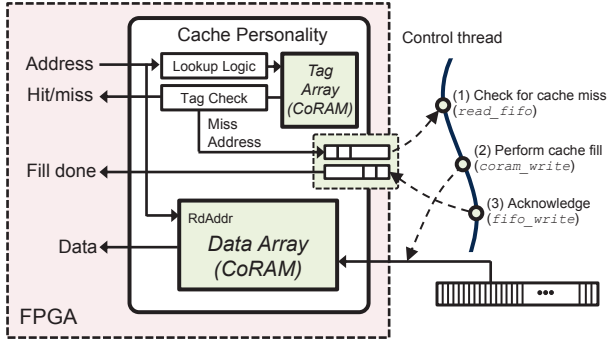 Cache Personality
Control thread
Address
Lookup Logic
Tag
Array
(CoRAM)
Hit/miss
Tag Check
Miss
Address
(1) Check for cache miss
(read_fifo)
(2) Perform cache fill
(coram_write)
Fill done
(3) Acknowledge
(fifo_write)
RdAddr
Data Array
(CoRAM)
Data
FPGA